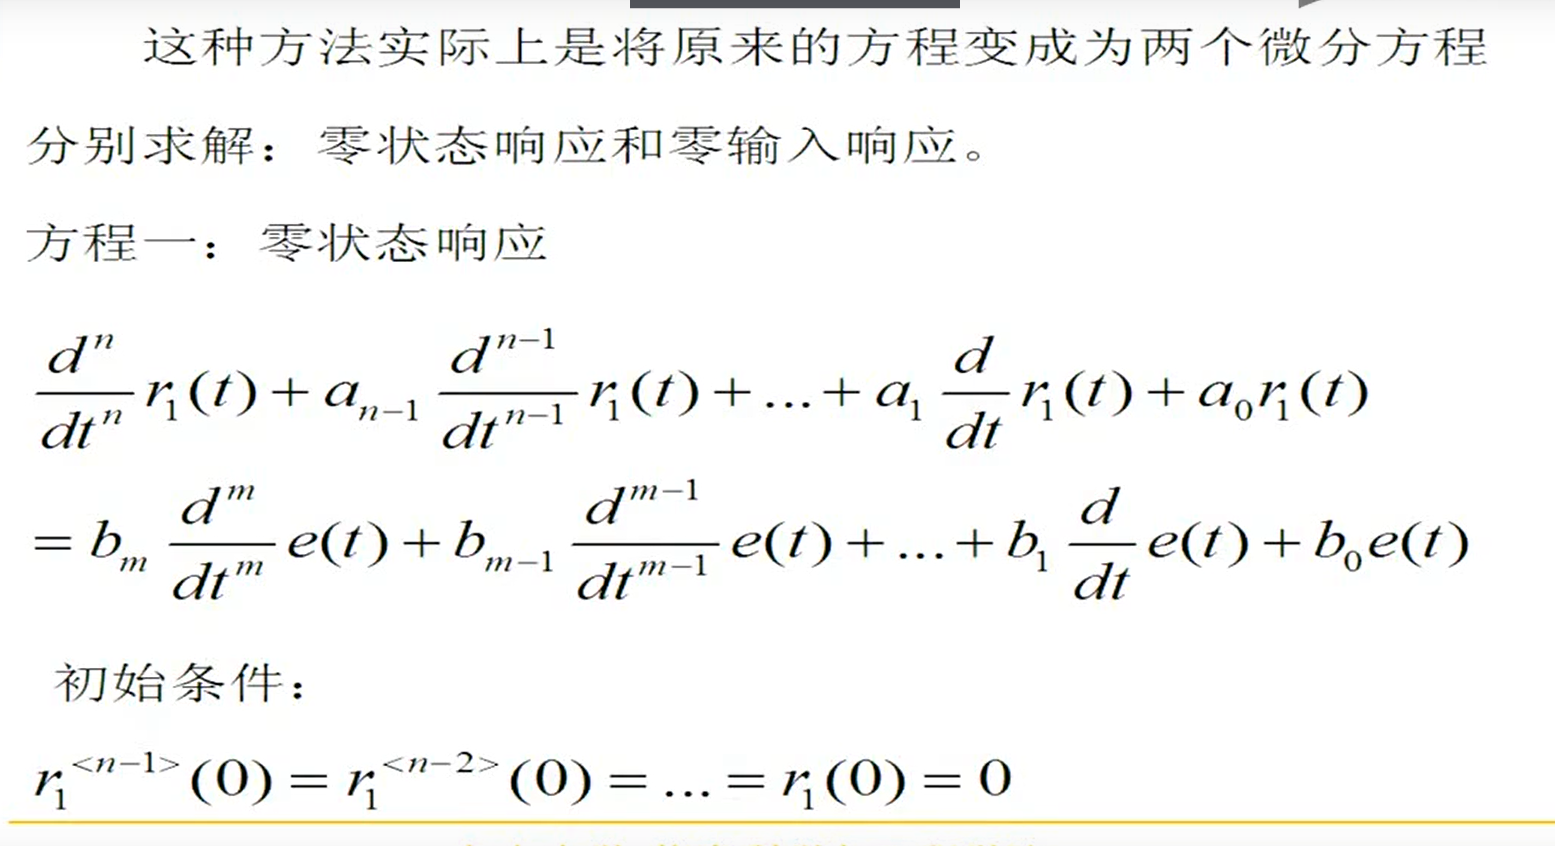 这种方法实际上是将原来的方程变成为两个微分方程
分别求解：零状态响应和零输入响应。
方程一：零状态响应
\frac{d^n}{dt^n} r_1(t) + a_{n-1} \frac{d^{n-1}}{dt^{n-1}} r_1(t) + ... + a_1 \frac{d}{dt} r_1(t) + a_0 r_1(t)
= b_m \frac{d^m}{dt^m} e(t) + b_{m-1} \frac{d^{m-1}}{dt^{m-1}} e(t) + ... + b_1 \frac{d}{dt} e(t) + b_0 e(t)
初始条件：
r_1^{<n-1>}(0) = r_1^{<n-2>}(0) = ... = r_1(0) = 0